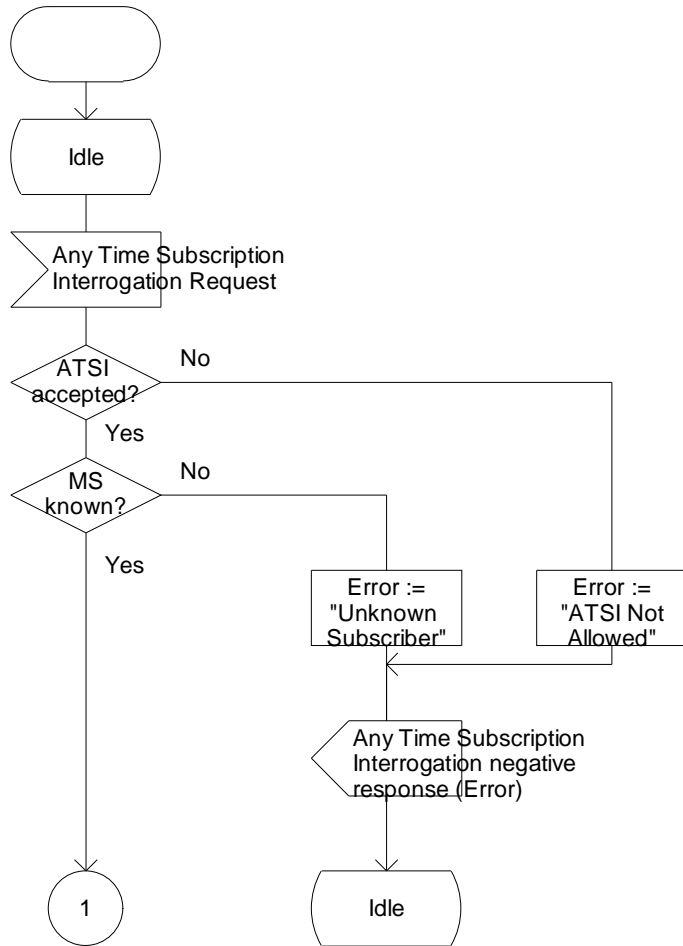 Idle
Any Time Subscription
Interrogation Request
ATSI
accepted?
No
Yes
MS
known?
No
Yes
Error :=
"Unknown
Subscriber"
Error :=
"ATSI Not
Allowed"
Any Time Subscription
Interrogation negative
response (Error)
1
Idle